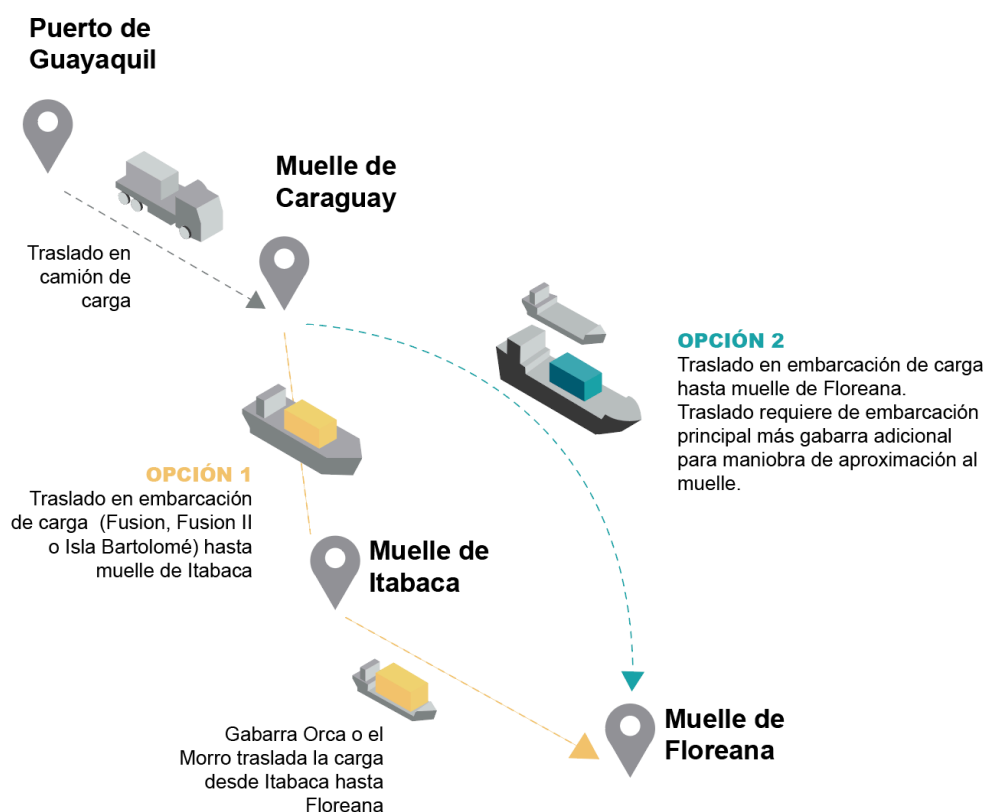 Puerto de
Guayaquil
Muelle de
Caraguay
Traslado en
camión de
carga
OPCIÓN 2
Traslado en embarcación de carga
hasta muelle de Floreana.
Traslado requiere de embarcación
principal más gabarra adicional
para maniobra de aproximación al
muelle.
OPCIÓN 1
Traslado en embarcación
de carga (Fusion, Fusion II
o Isla Bartolomé) hasta
muelle de Itabaca
Muelle de
Itabaca
Gabarra Orca o el
Morro traslada la carga
desde Itabaca hasta
Floreana
Muelle de
Floreana